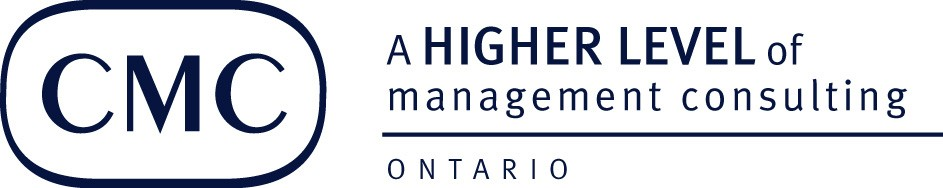 CMC
A HIGHER LEVEL of
management consulting
ONTARIO